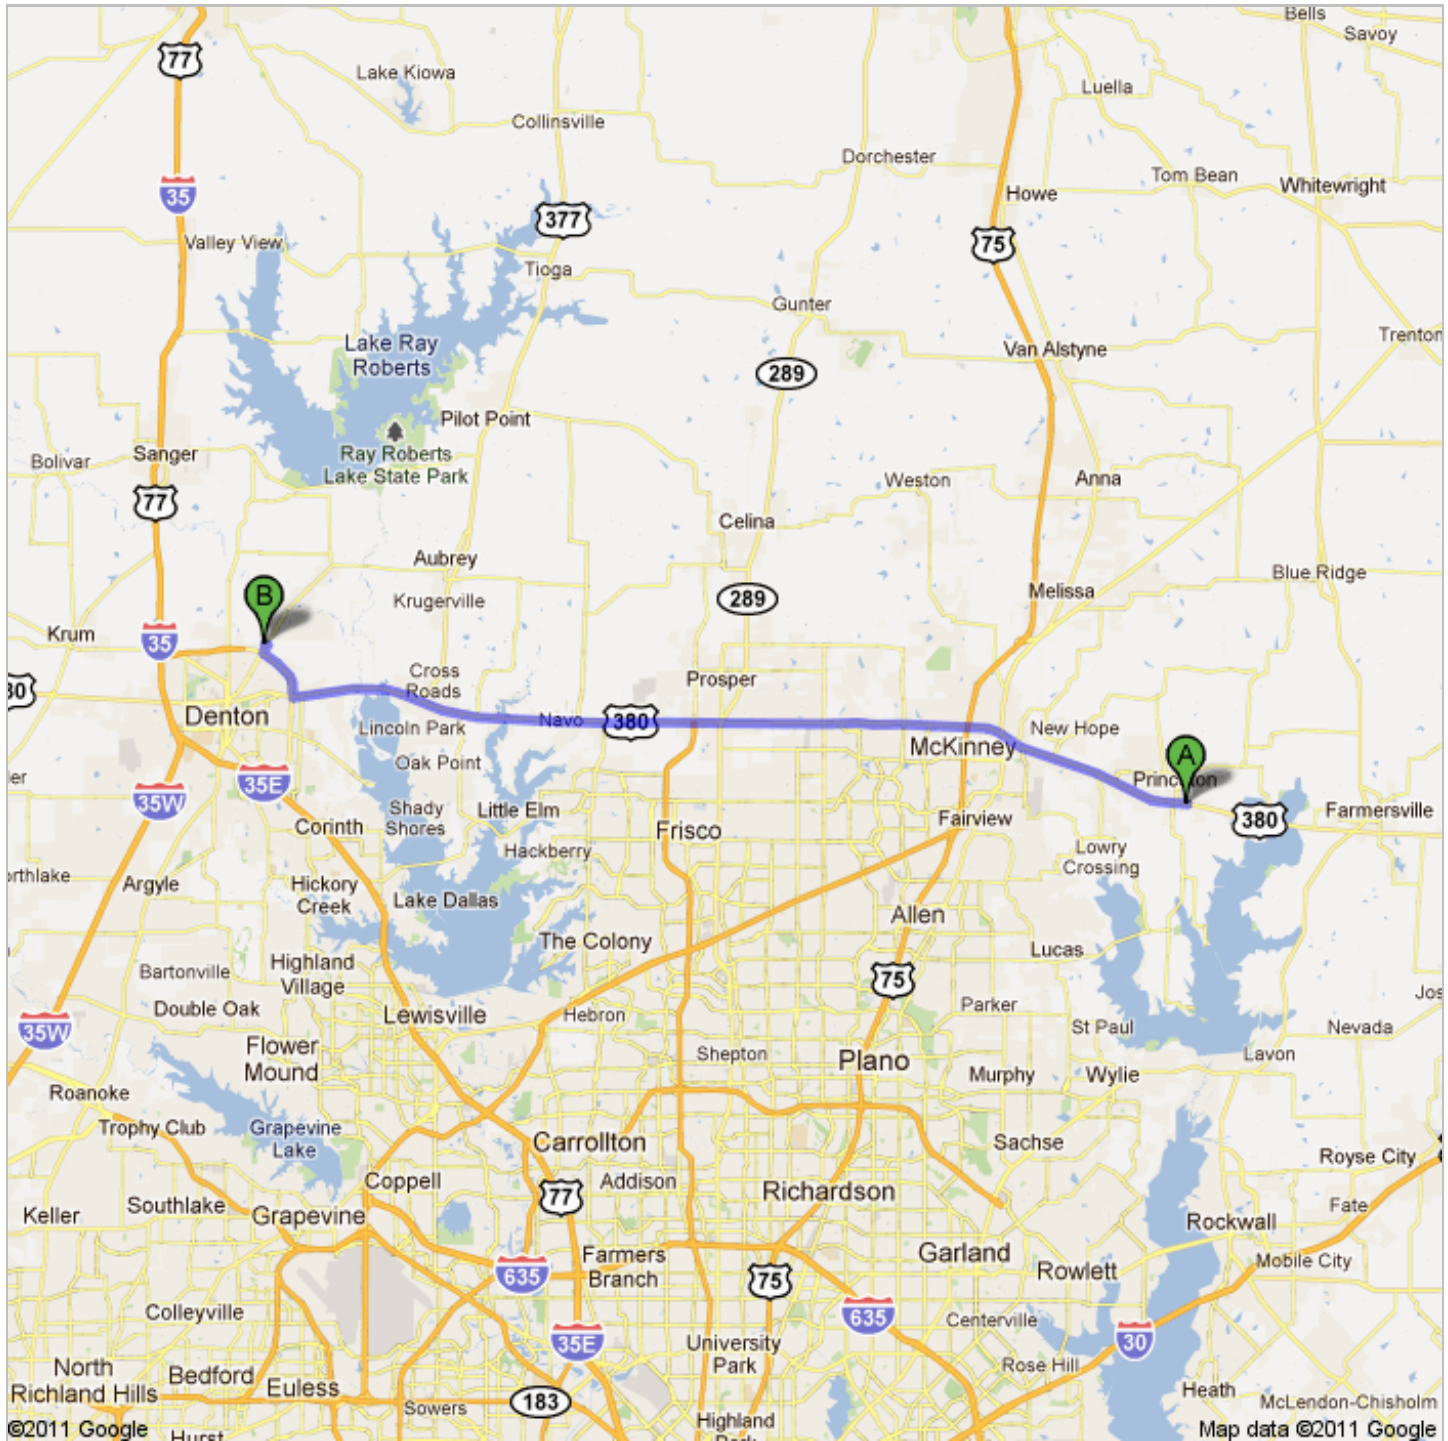 Bells
Savoy
77
Lake Kiowa
Luella
Collinsville
Dorchester
Tom Bean
Whitewright
35
Howe
377
75
Valley View
Tioga
Gunter
Trenton
Lake Ray
Roberts
Van Alstyne
289
Pilot Point
Ray Roberts
Lake State Park
Bolivar
Sanger
77
Weston
Anna
Celina
Aubrey
Blue Ridge
Krugerville
289
Melissa
B
Krum
35
Cross
Roads
Prosper
Denton
Lincoln Park
Navo
380
New Hope
McKinney
A
Princeton
Oak Point
35E
35W
Shady
Shores
Little Elm
Corinth
Frisco
Fairview
380
Farmersville
Hackberry
Lowry
Crossing
Argyle
Hickory
Creek
Lake Dallas
Allen
The Colony
Lucas
Bartonville
Highland
Village
75
Double Oak
Lewisville
Hebron
Parker
35W
St Paul
Nevada
Flower
Mound
Shepton
Plano
Lavon
Murphy
Wylie
Roanoke
Trophy Club
Grapevine
Lake
Carrollton
Sachse
Royse City
Coppell
Addison
Richardson
77
Southlake
Keller
Grapevine
Fate
Rockwall
Farmers
Branch
Garland
Rowlett
Mobile City
635
75
Colleyville
635
Centerville
35E
University
Park
30
North
Richland Hills
Bedford
Euless
Rose Hill
183
Sowers
Heath
McLendon-Chisholm
Highland
©2011 Google
Map data ©2011 Google